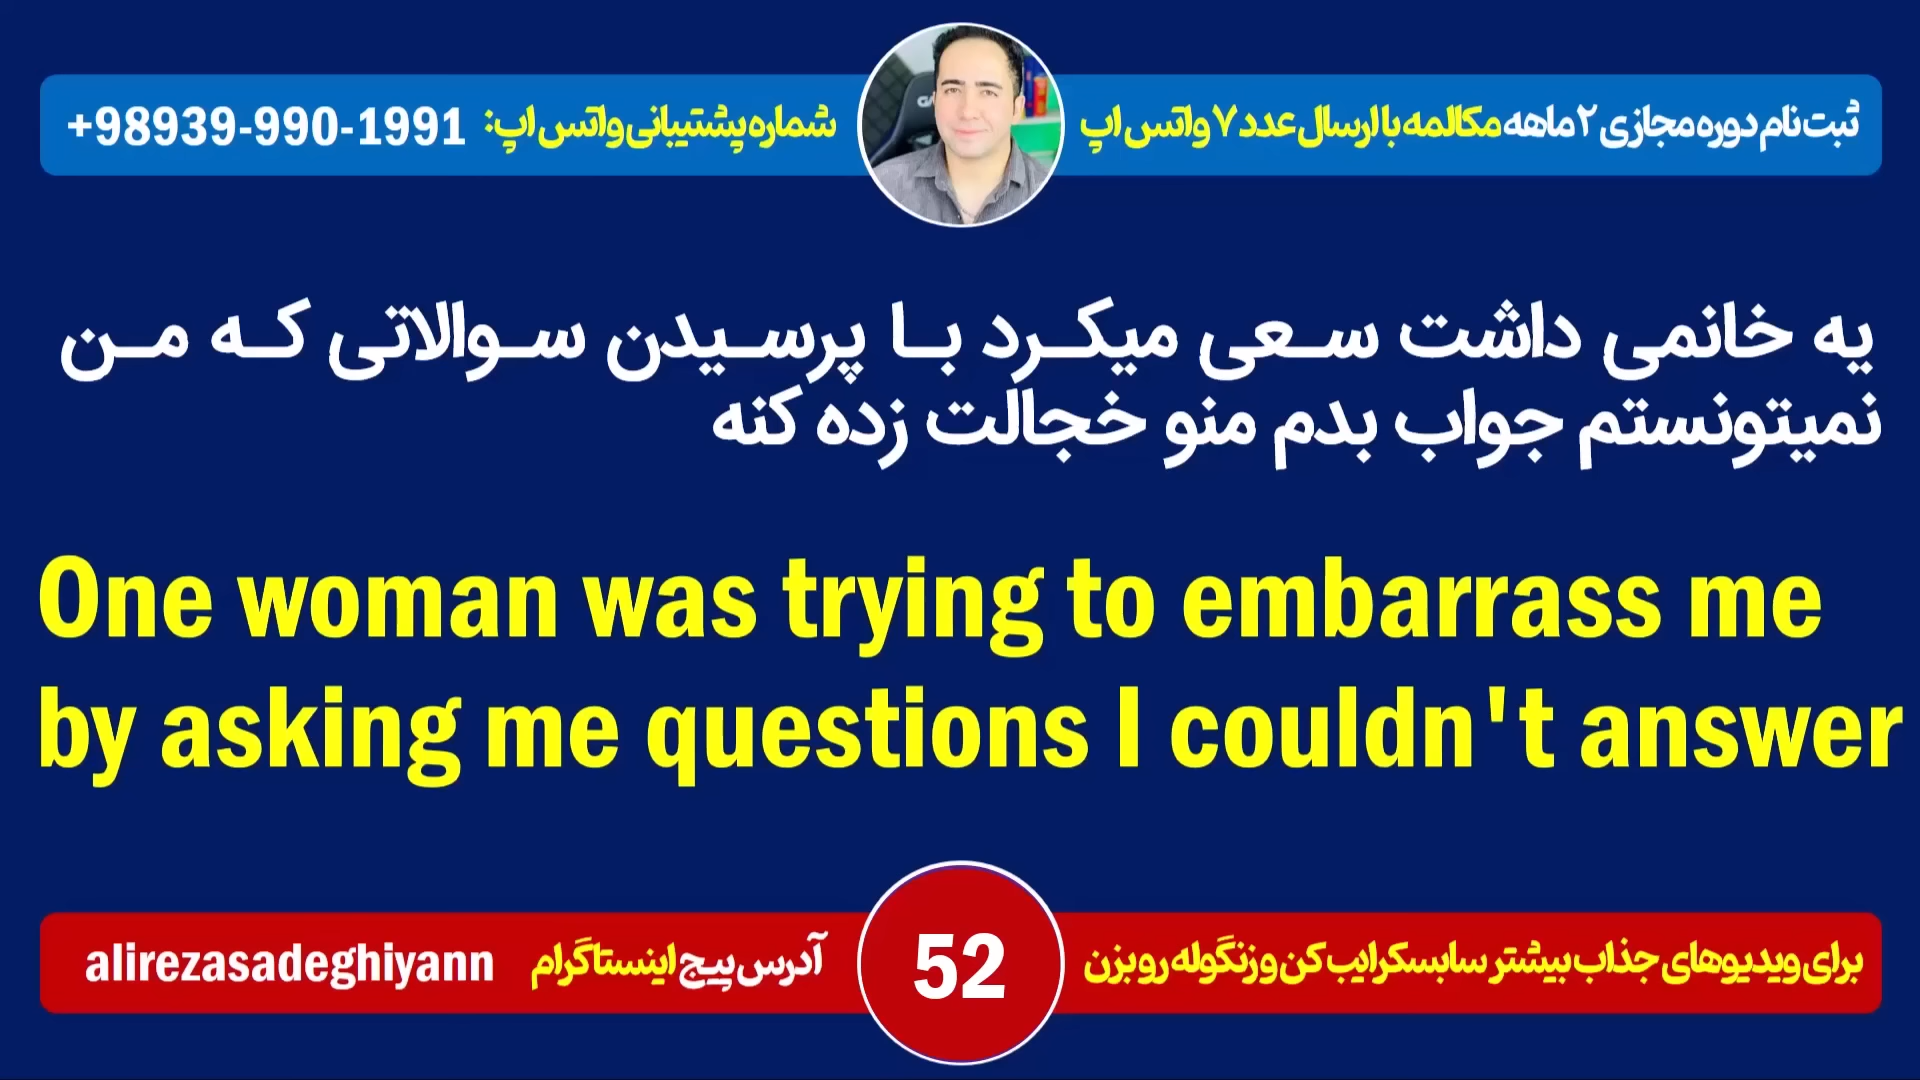 ثبت نام دوره مجازی ۲ ماهه مکالمه با ارسال عدد ۷ واتس اپ
شماره پشتیبانی واتس اپ: +98939-990-1991
یه خانمی داشت سعی میکرد با پرسیدن سوالاتی که من
نمیتونستم جواب بدم منو خجالت زده کنه
One woman was trying to embarrass me
by asking me questions I couldn't answer
برای ویدیوهای جذاب بیشتر سابسکرایب کن و زنگوله رو بزن
52
آدرس پیج اینستاگرام alirezasadeghiyann